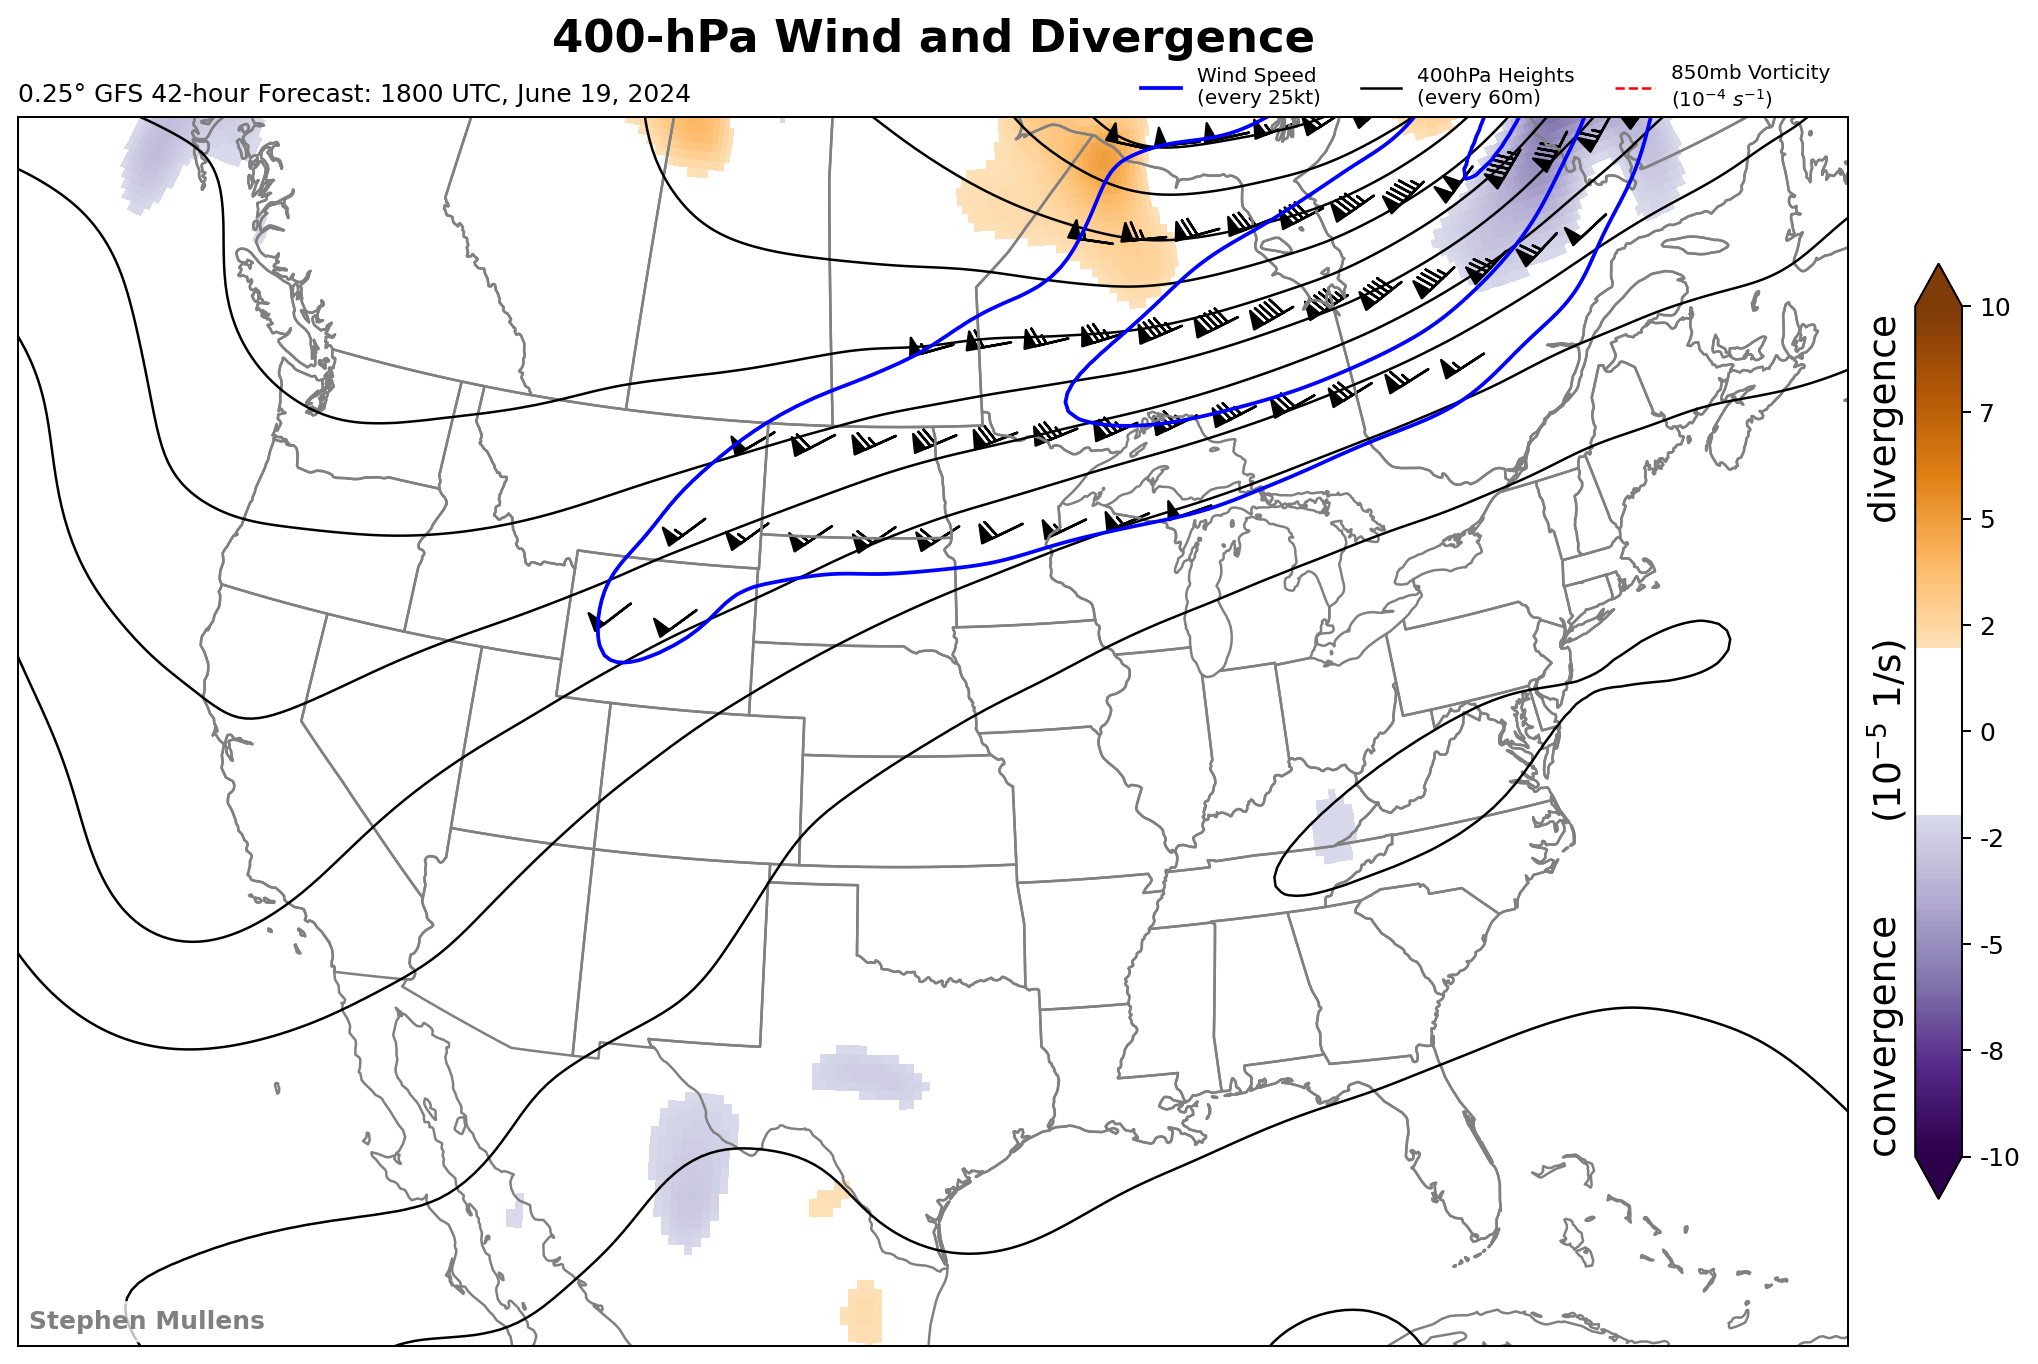 400-hPa Wind and Divergence
0.25° GFS 42-hour Forecast: 1800 UTC, June 19, 2024
Wind Speed
(every 25kt)
400hPa Heights
(every 60m)
850mb Vorticity
(10⁻⁴ s⁻¹)
10
7
5
2
0
-2
-5
-8
-10
convergence (10⁻⁵ 1/s) divergence
Stephen Mullens